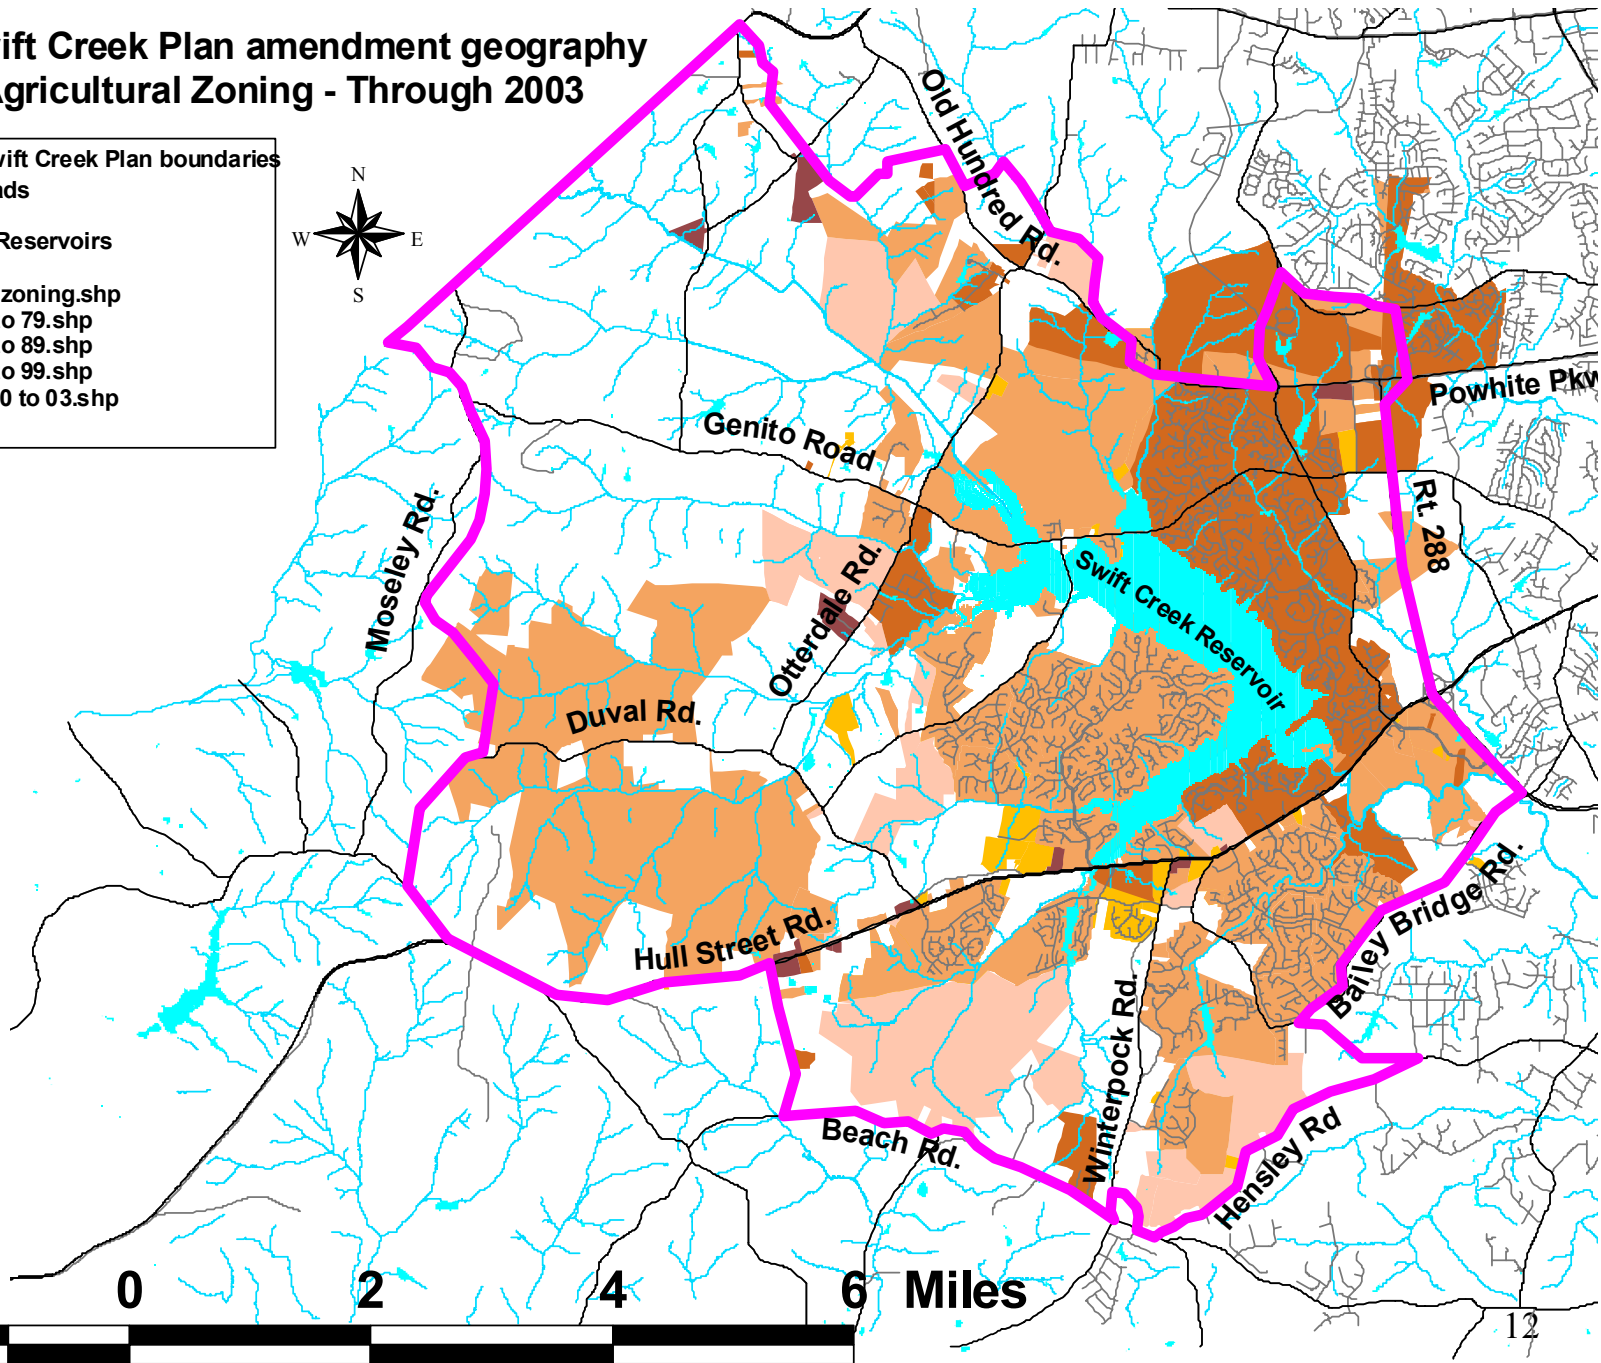 ift Creek Plan amendment geography
Agricultural Zoning - Through 2003
wift Creek Plan boundaries
ads
Reservoirs
zoning.shp
o 79.shp
o 89.shp
o 99.shp
0 to 03.shp
N
W E
S
Old Hundred Rd.
Powhite Pkw
Genito Road
Rt. 288
Moseley Rd.
Swift Creek Reservoir
Otterdale Rd.
Duval Rd.
Hull Street Rd.
Bailey Bridge Rd.
Winterpock Rd.
Beach Rd.
Hensley Rd
0 2 4 6 Miles
12